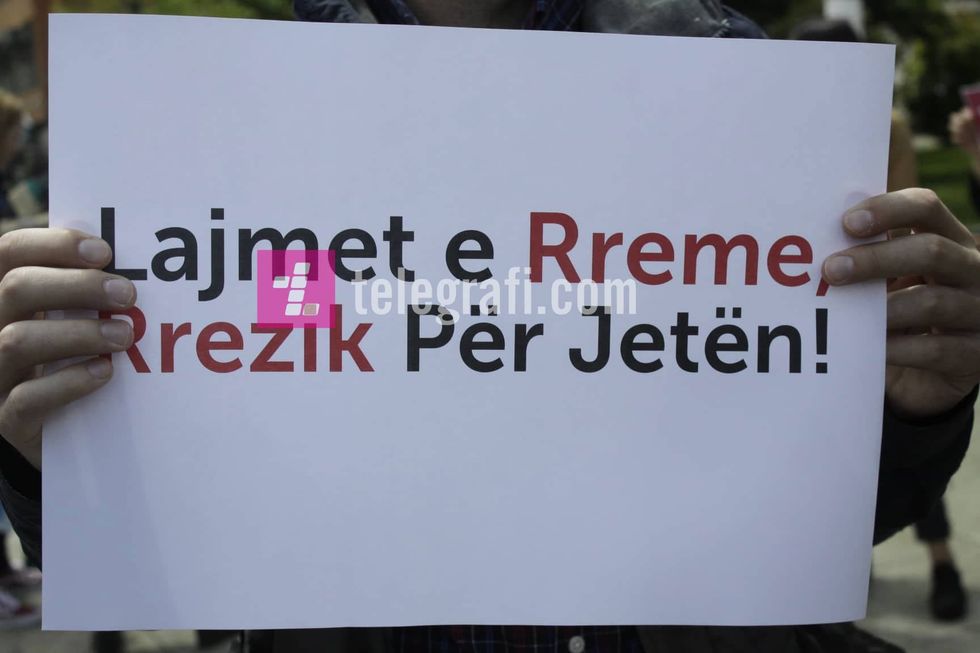 Lajmet e Rreme,
telegrafi.com
Rrezik Për Jetën!